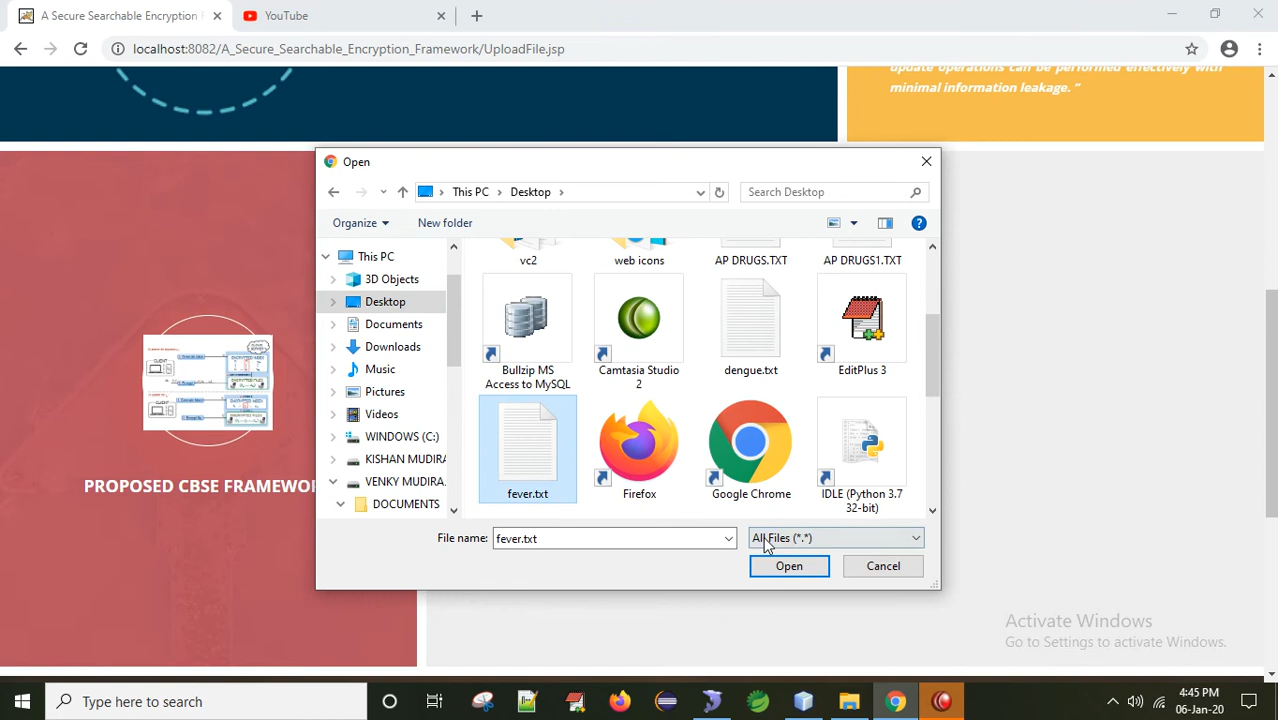 A Secure Searchable Encryption
YouTube
localhost:8082/A_Secure_Searchable_Encryption_Framework/UploadFile.jsp
update operations can be performed effectively with
minimal information leakage. ”
Open
This PC
Desktop
Search Desktop
Organize
New folder
This PC
3D Objects
Desktop
Documents
Downloads
Music
Pictures
Videos
WINDOWS (C:)
KISHAN MUDIRA
VENKY MUDIRA.
DOCUMENTS
vc2
web icons
AP DRUGS.TXT
AP DRUGS1.TXT
Bullzip MS
Access to MySQL
Camtasia Studio
2
dengue.txt
EditPlus 3
fever.txt
Firefox
Google Chrome
IDLE (Python 3.7
32-bit)
File name:
fever.txt
All Files (*.*)
Open
Cancel
PROPOSED CBSE FRAMEWOR
Activate Windows
Go to Settings to activate Windows.
Type here to search
4:45 PM
06-Jan-20